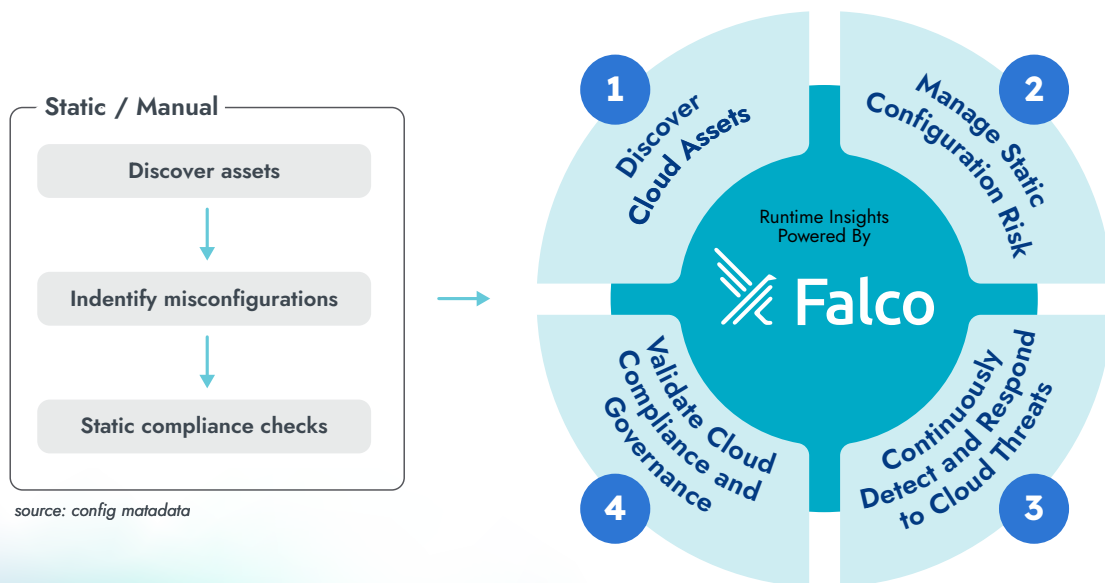 Static / Manual
Discover assets
Indentify misconfigurations
Static compliance checks
source: config matadata
1
Discover
Cloud Assets
2
Manage Static
Configuration Risk
Runtime Insights
Powered By
Falco
3
Continuously
Detect and Respond
to Cloud Threats
4
Validate Cloud
Compliance and
Governance